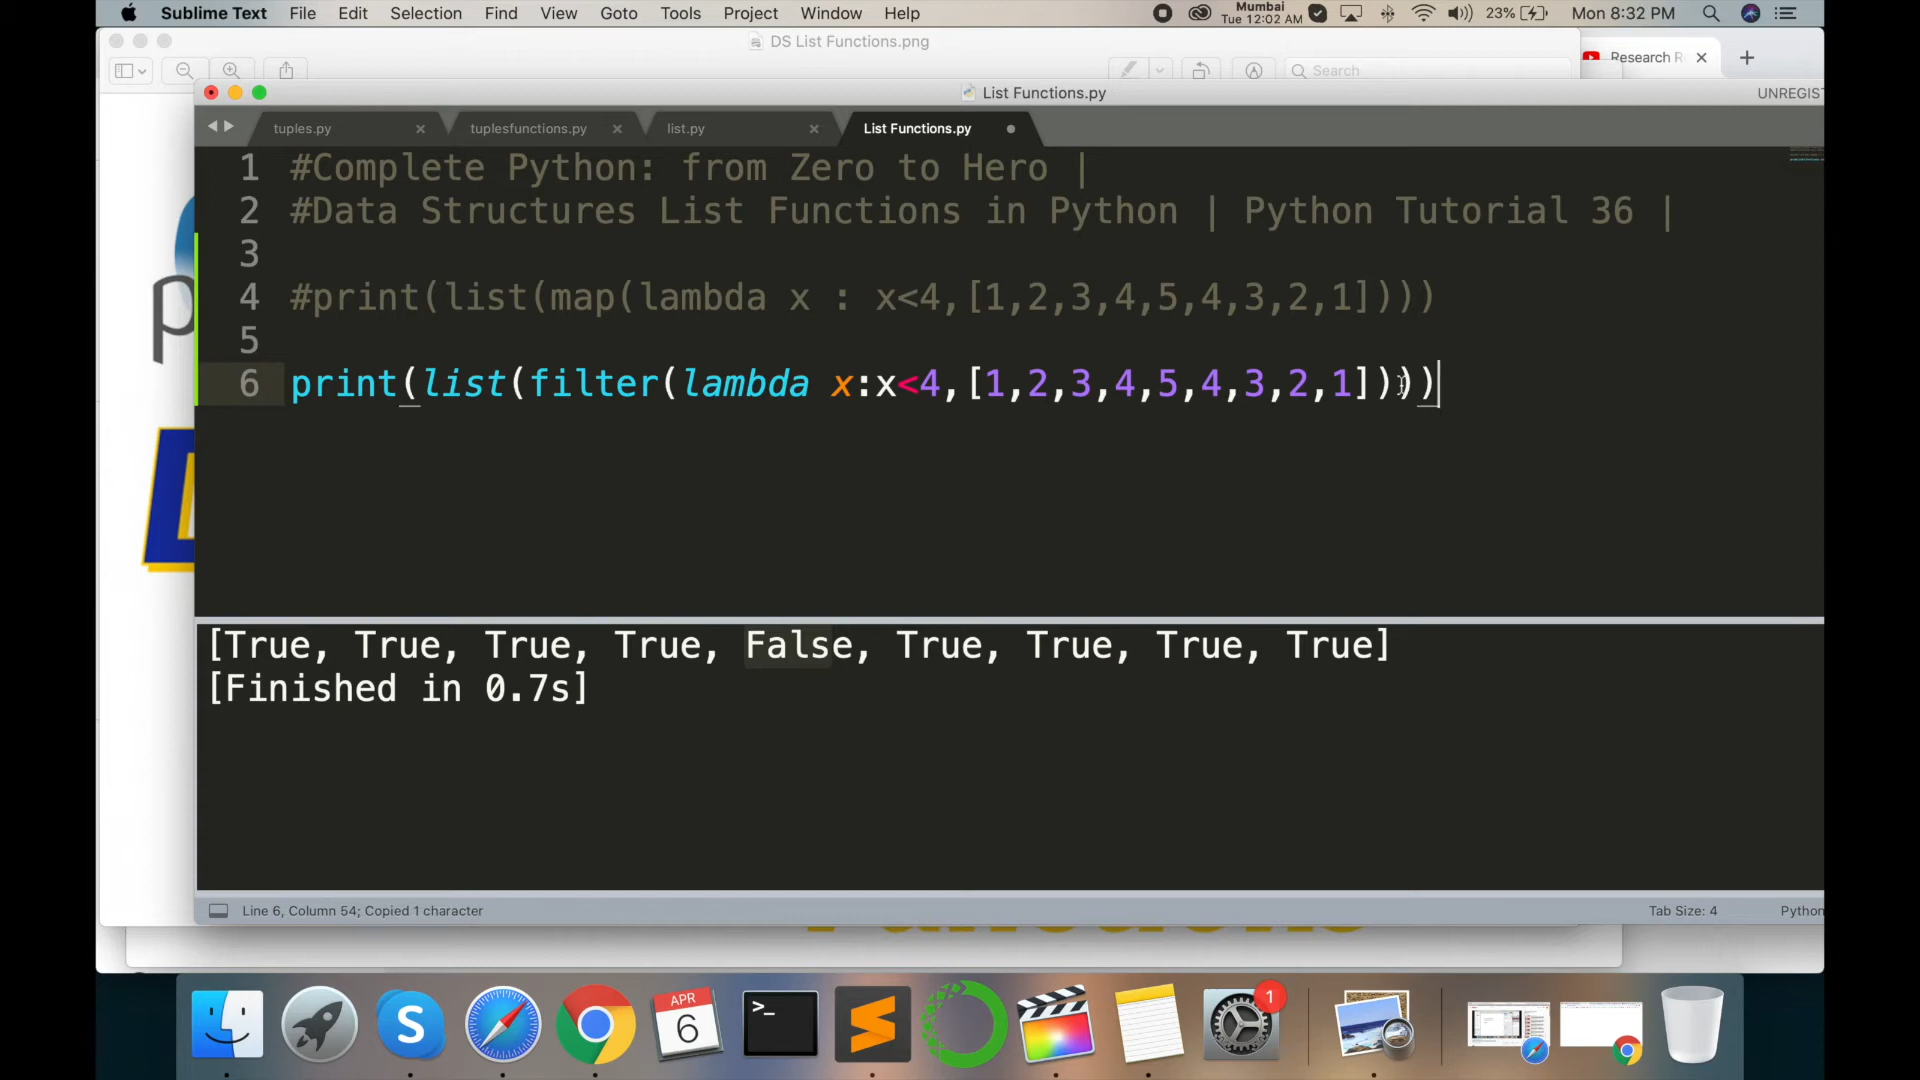 Sublime Text File Edit Selection Find View Goto Tools Project Window Help Mumbai Tue 12:02 AM 23% Mon 8:32 PM
DS List Functions.png
Search
Research R
List Functions.py
UNREGIS
tuples.py tuplesfunctions.py list.py List Functions.py
1 #Complete Python: from Zero to Hero |
2 #Data Structures List Functions in Python | Python Tutorial 36 |
3
4 #print(list(map(lambda x : x<4,[1,2,3,4,5,4,3,2,1])))
5
6 print(list(filter(lambda x:x<4,[1,2,3,4,5,4,3,2,1])))
[True, True, True, True, False, True, True, True, True]
[Finished in 0.7s]
Line 6, Column 54; Copied 1 character Tab Size: 4 Python
APR
6
1